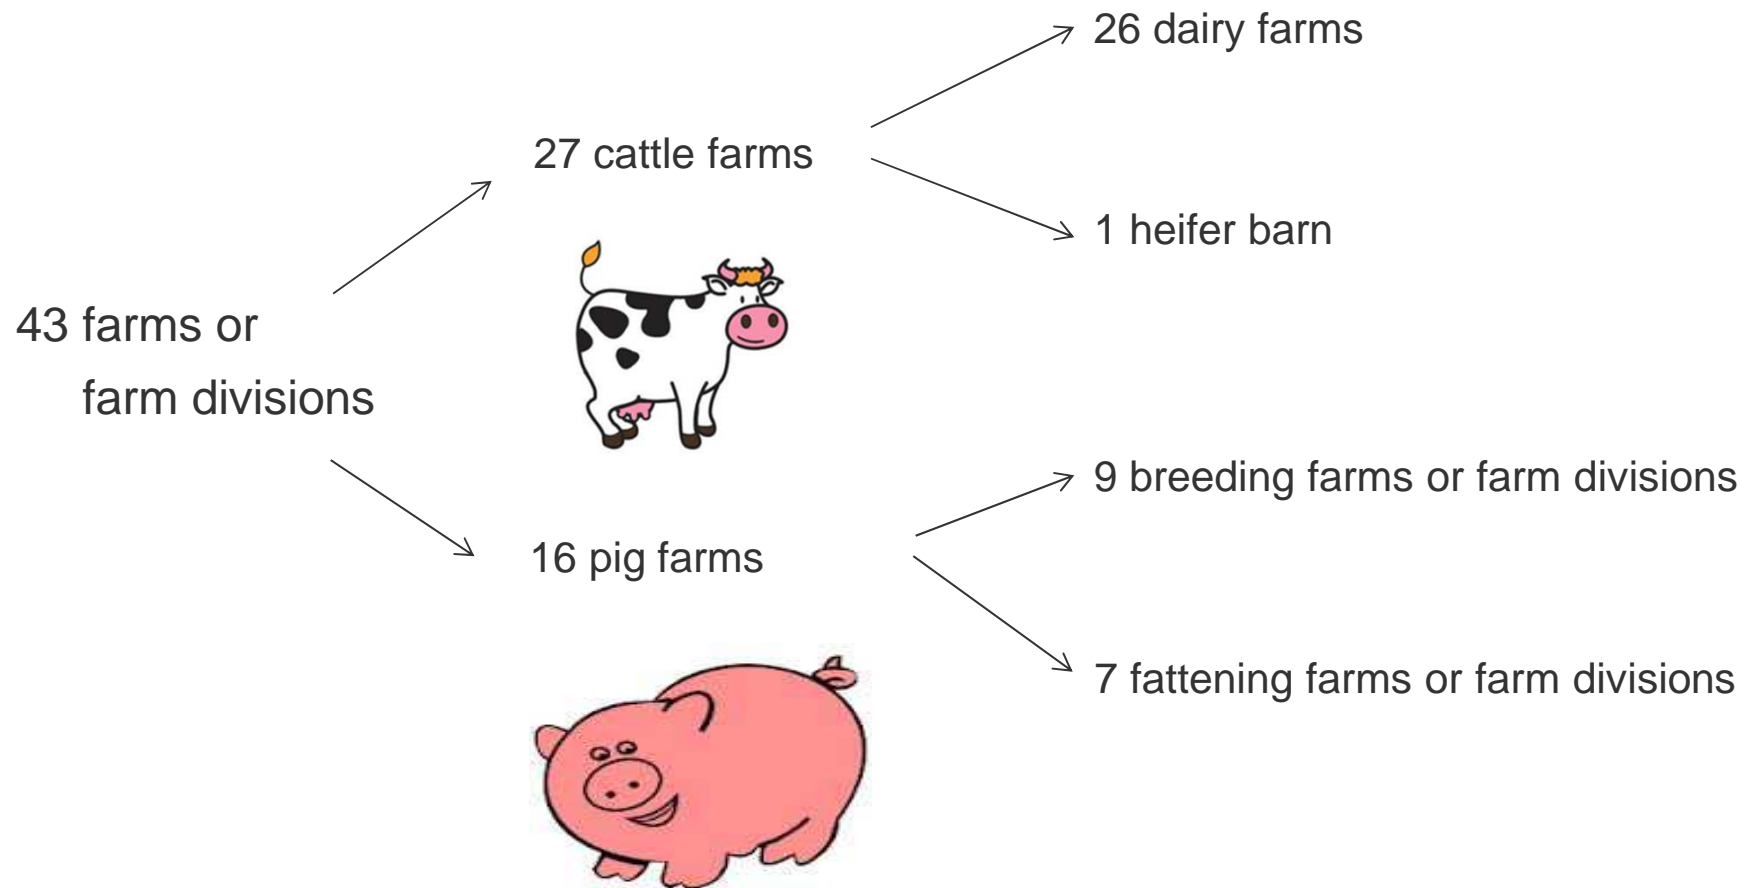 43 farms or
farm divisions
27 cattle farms
26 dairy farms
1 heifer barn
16 pig farms
9 breeding farms or farm divisions
7 fattening farms or farm divisions